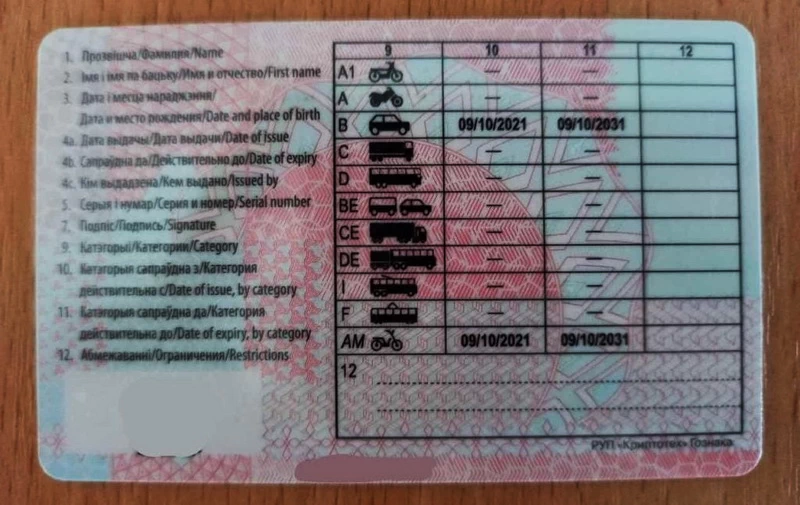 1. Прозвішча/Фамилия/Name
2. Імя і імя па бацьку/Имя и отчество/First name
3. Дата і месца нараджэння/
Дата и место рождения/Date and place of birth
4a. Дата выдачы/Дата выдачи/Date of issue
4b. Сапраўдна да/Действительно до/Date of expiry
4c. Кім выдадзена/Кем выдано/Issued by
5. Серыя і нумар/Серия и номер/Serial number
7. Подпіс/Подпись/Signature
9. Катэгорыі/Категории/Category
10. Катэгорыя сапраўдна з/Категория
действительна с/Date of issue, by category
11. Катэгорыя сапраўдна да/Категория
действительна до/Date of expiry, by category
12. Абмежаванні/Ограничения/Restrictions
9 10 11 12
A1 — —
A — —
B 09/10/2021 09/10/2031
C — —
D — —
BE — —
CE — —
DE — —
I — —
F — —
AM 09/10/2021 09/10/2031
12
РУП «Криптотех» Гознака